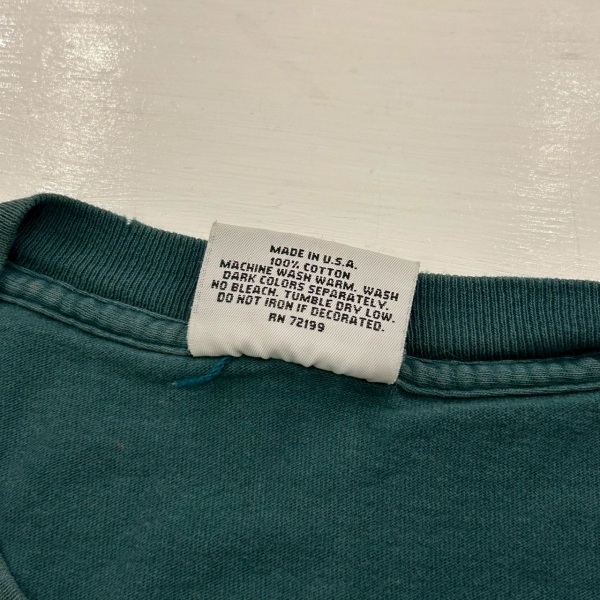 MADE IN U.S.A.
100% COTTON
MACHINE WASH WARM. WASH
DARK COLORS SEPARATELY.
NO BLEACH. TUMBLE DRY LOW.
DO NOT IRON IF DECORATED.
RN 72199